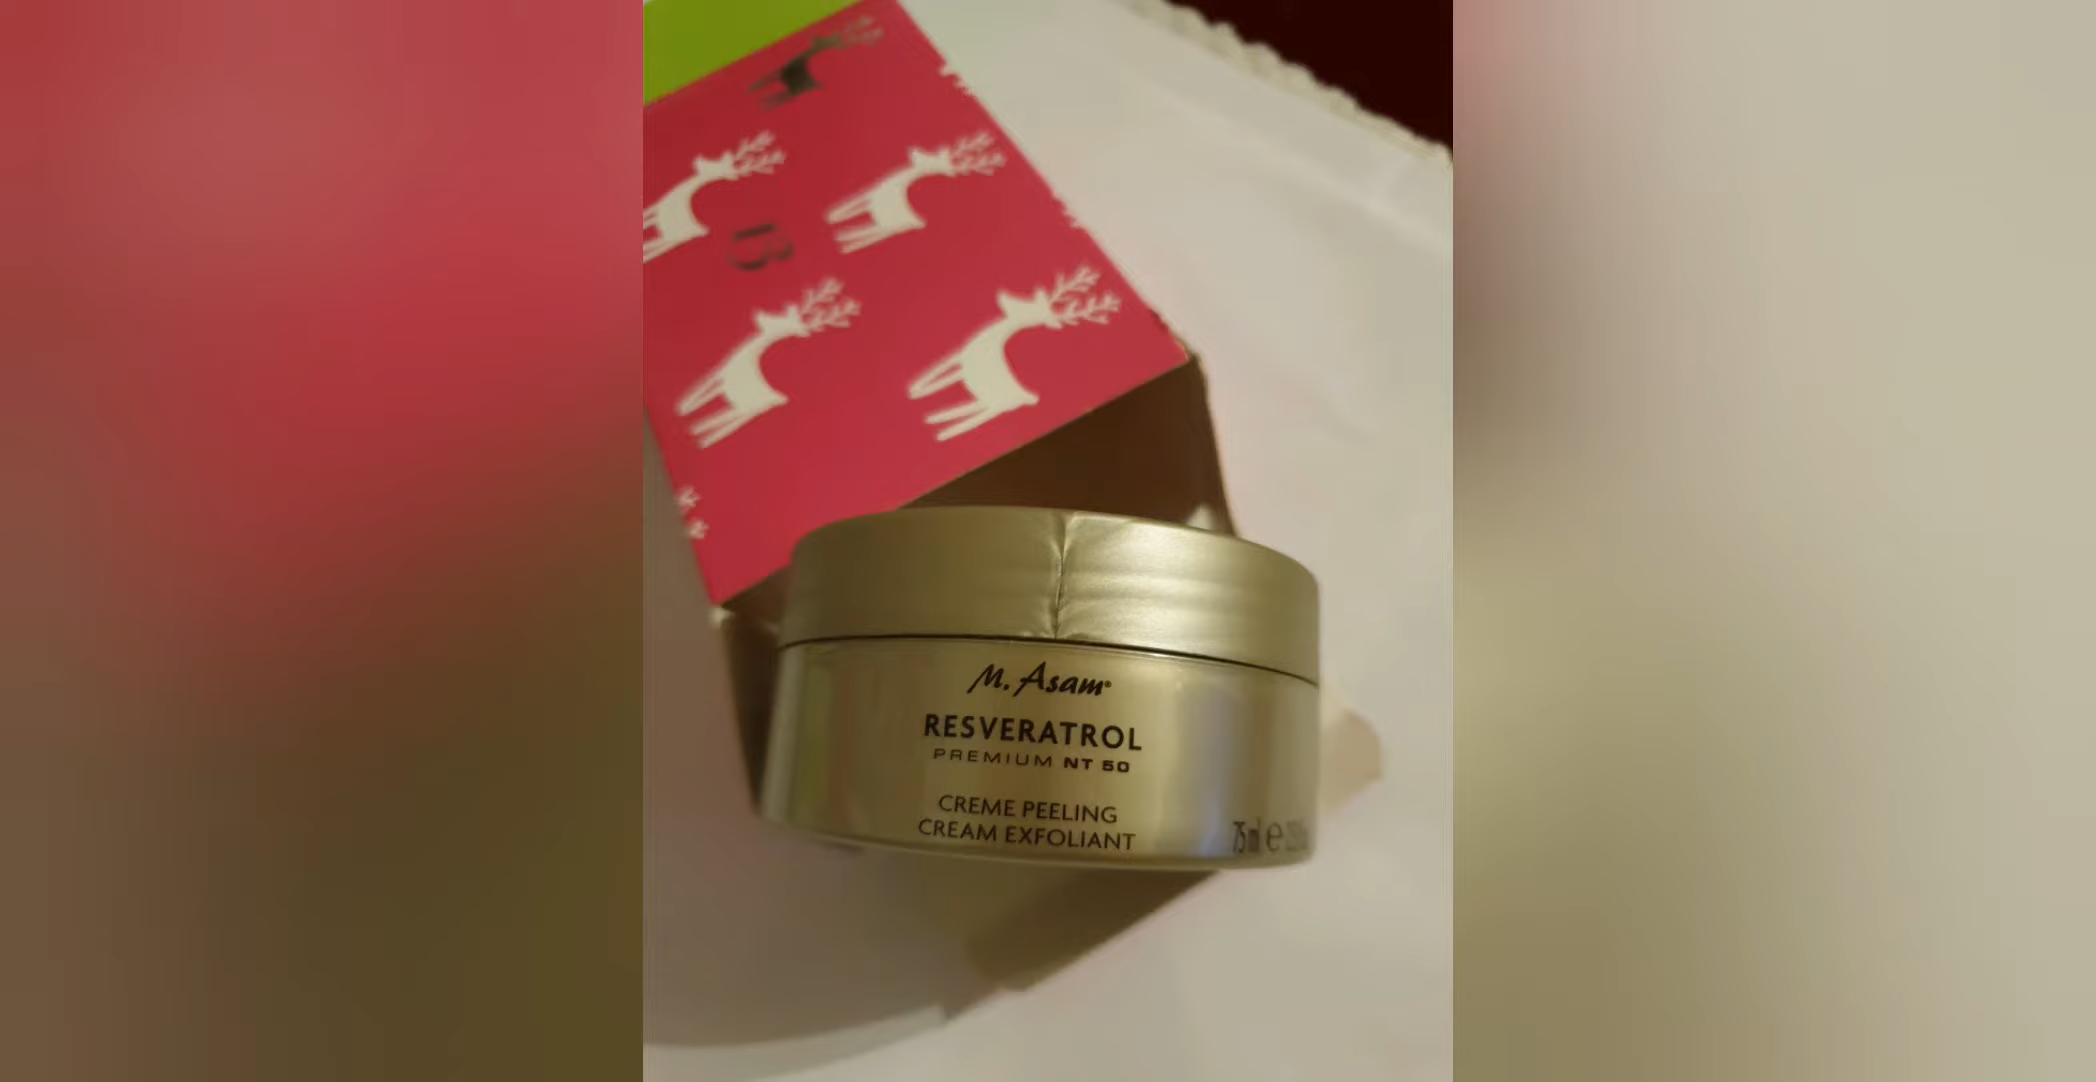 13
M. Asam®
RESVERATROL
PREMIUM NT 50
CREME PEELING
CREAM EXFOLIANT
75 ml e